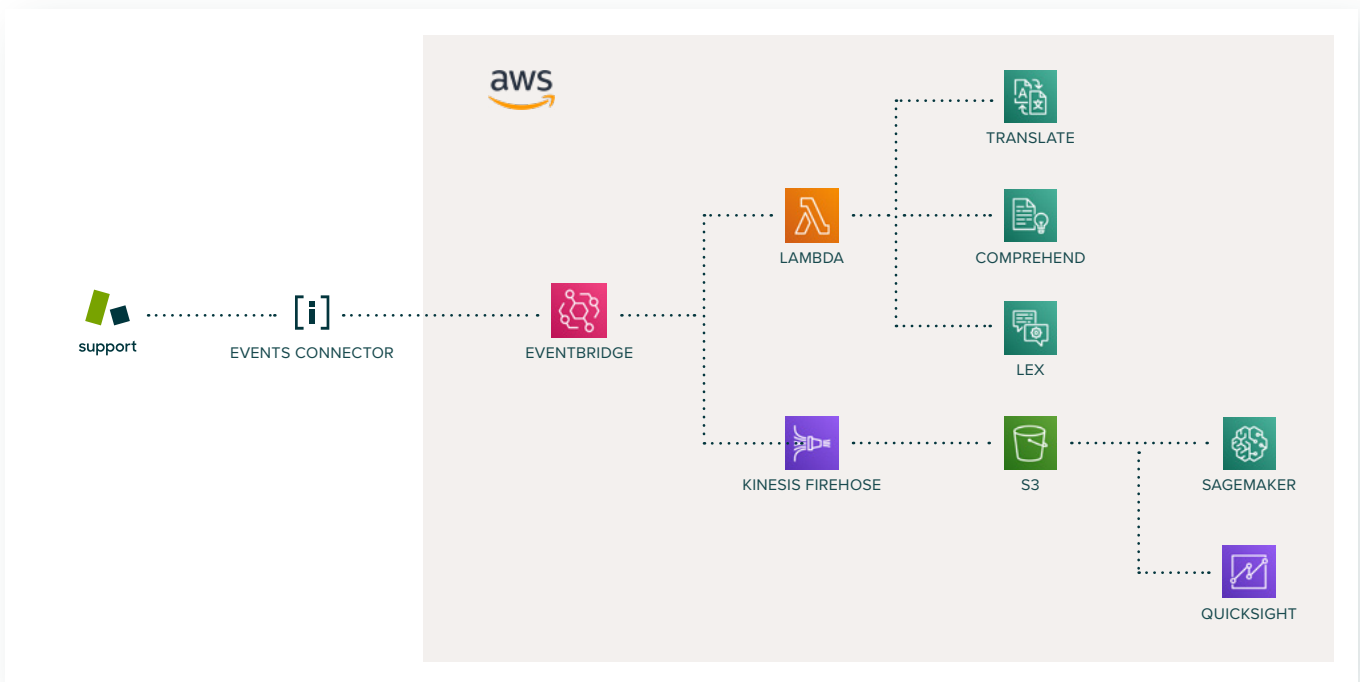 aws
TRANSLATE
LAMBDA
COMPREHEND
support
EVENTS CONNECTOR
EVENTBRIDGE
LEX
KINESIS FIREHOSE
S3
SAGEMAKER
QUICKSIGHT